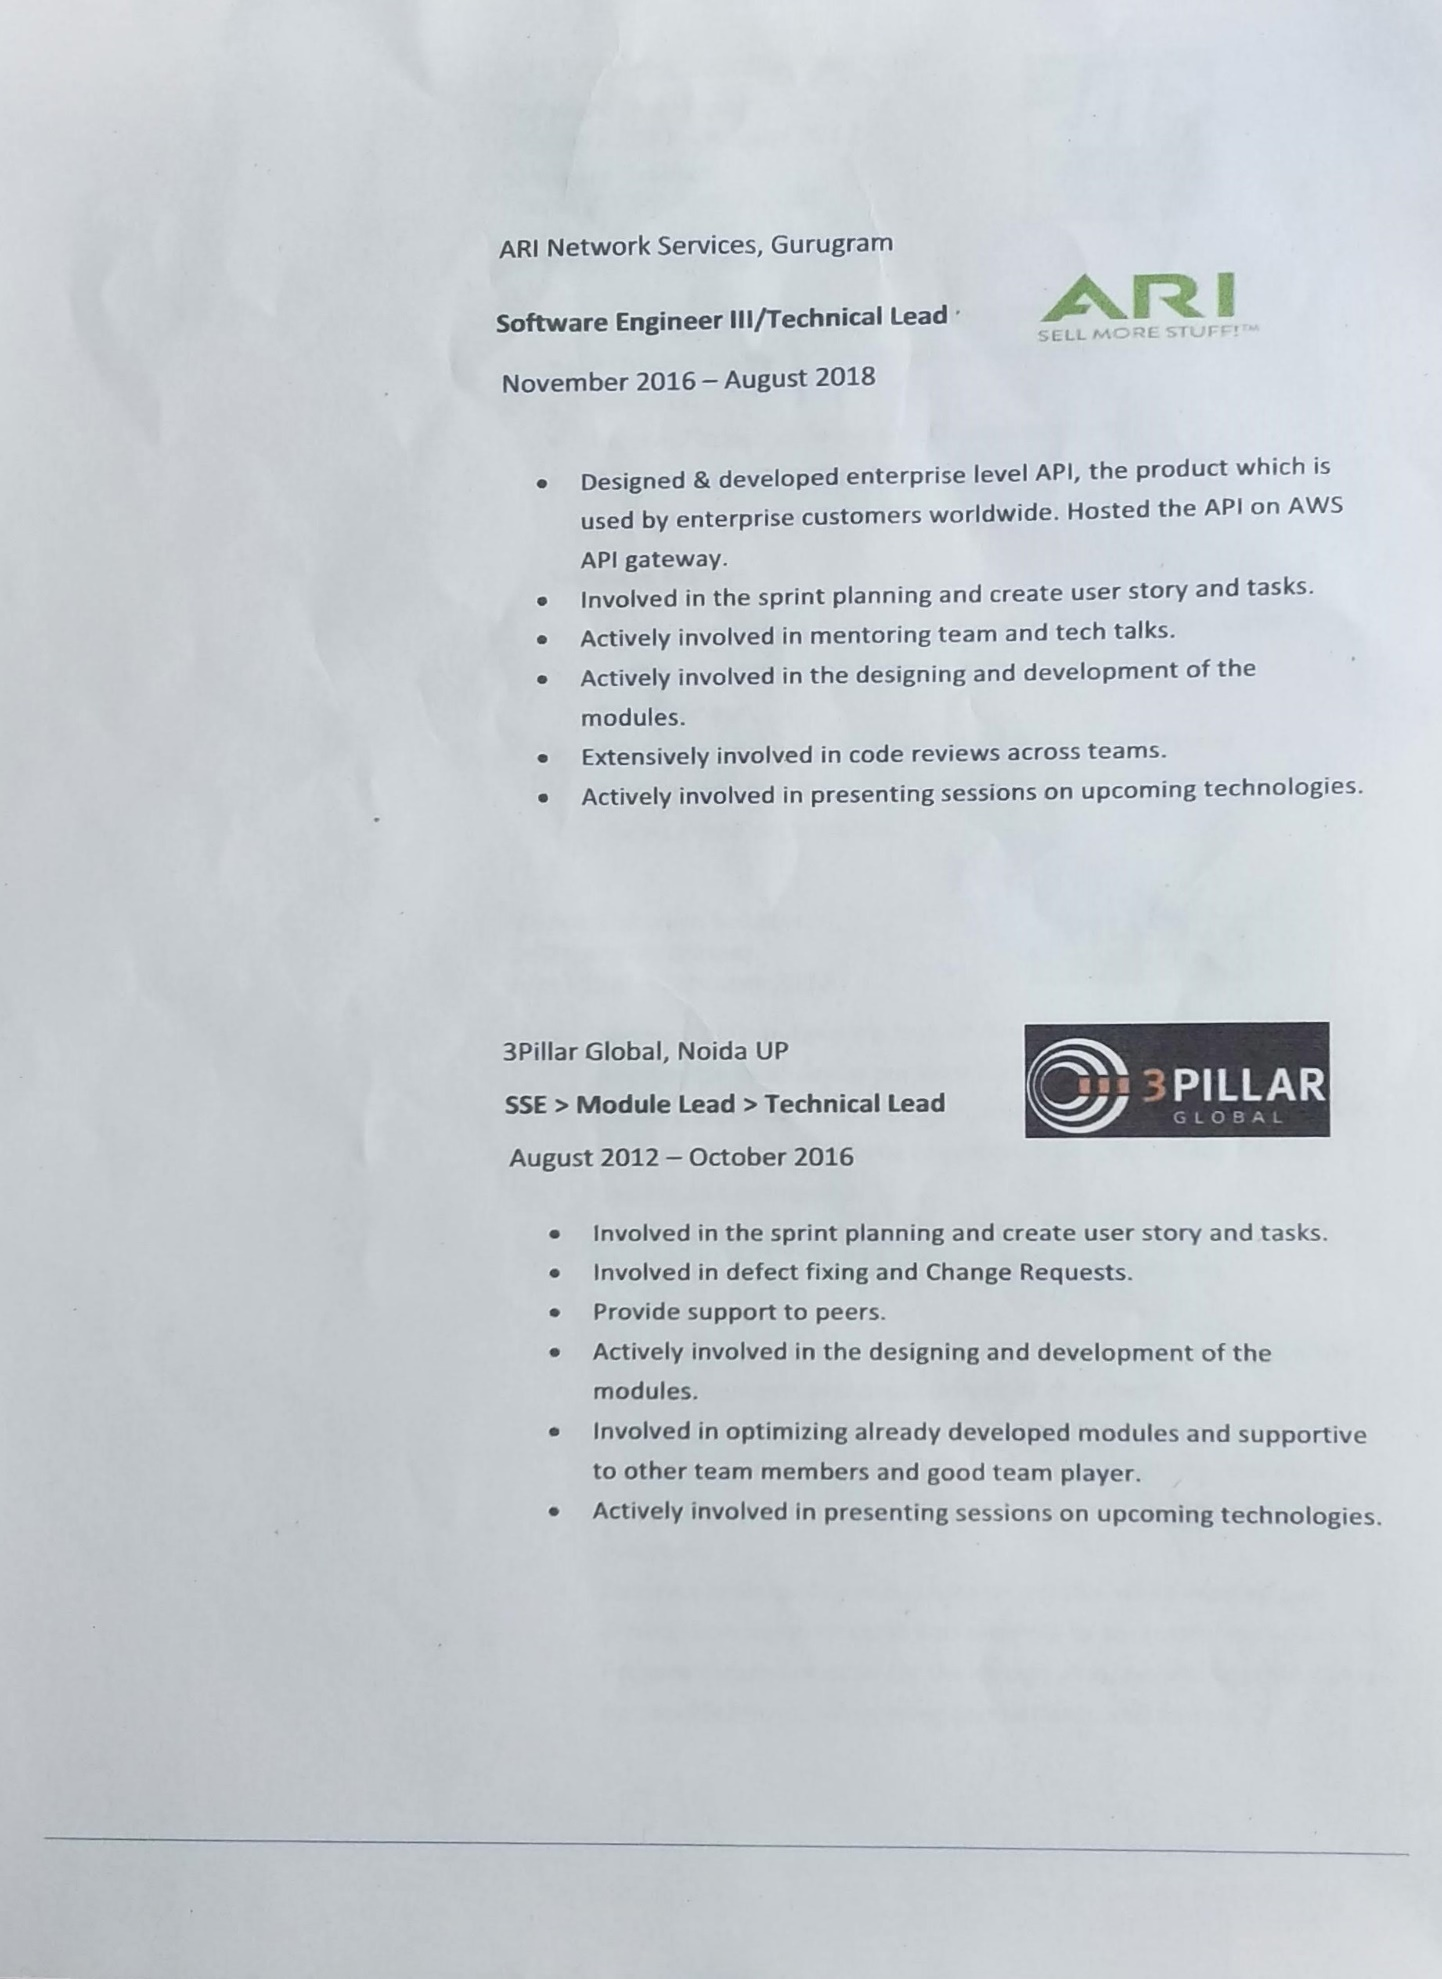 ARI Network Services, Gurugram
ARI
SELL MORE STUFF!™
Software Engineer III/Technical Lead
November 2016 – August 2018
• Designed & developed enterprise level API, the product which is
used by enterprise customers worldwide. Hosted the API on AWS
API gateway.
• Involved in the sprint planning and create user story and tasks.
• Actively involved in mentoring team and tech talks.
• Actively involved in the designing and development of the
modules.
• Extensively involved in code reviews across teams.
• Actively involved in presenting sessions on upcoming technologies.
3Pillar Global, Noida UP
3PILLAR
GLOBAL
SSE > Module Lead > Technical Lead
August 2012 – October 2016
• Involved in the sprint planning and create user story and tasks.
• Involved in defect fixing and Change Requests.
• Provide support to peers.
• Actively involved in the designing and development of the
modules.
• Involved in optimizing already developed modules and supportive
to other team members and good team player.
• Actively involved in presenting sessions on upcoming technologies.